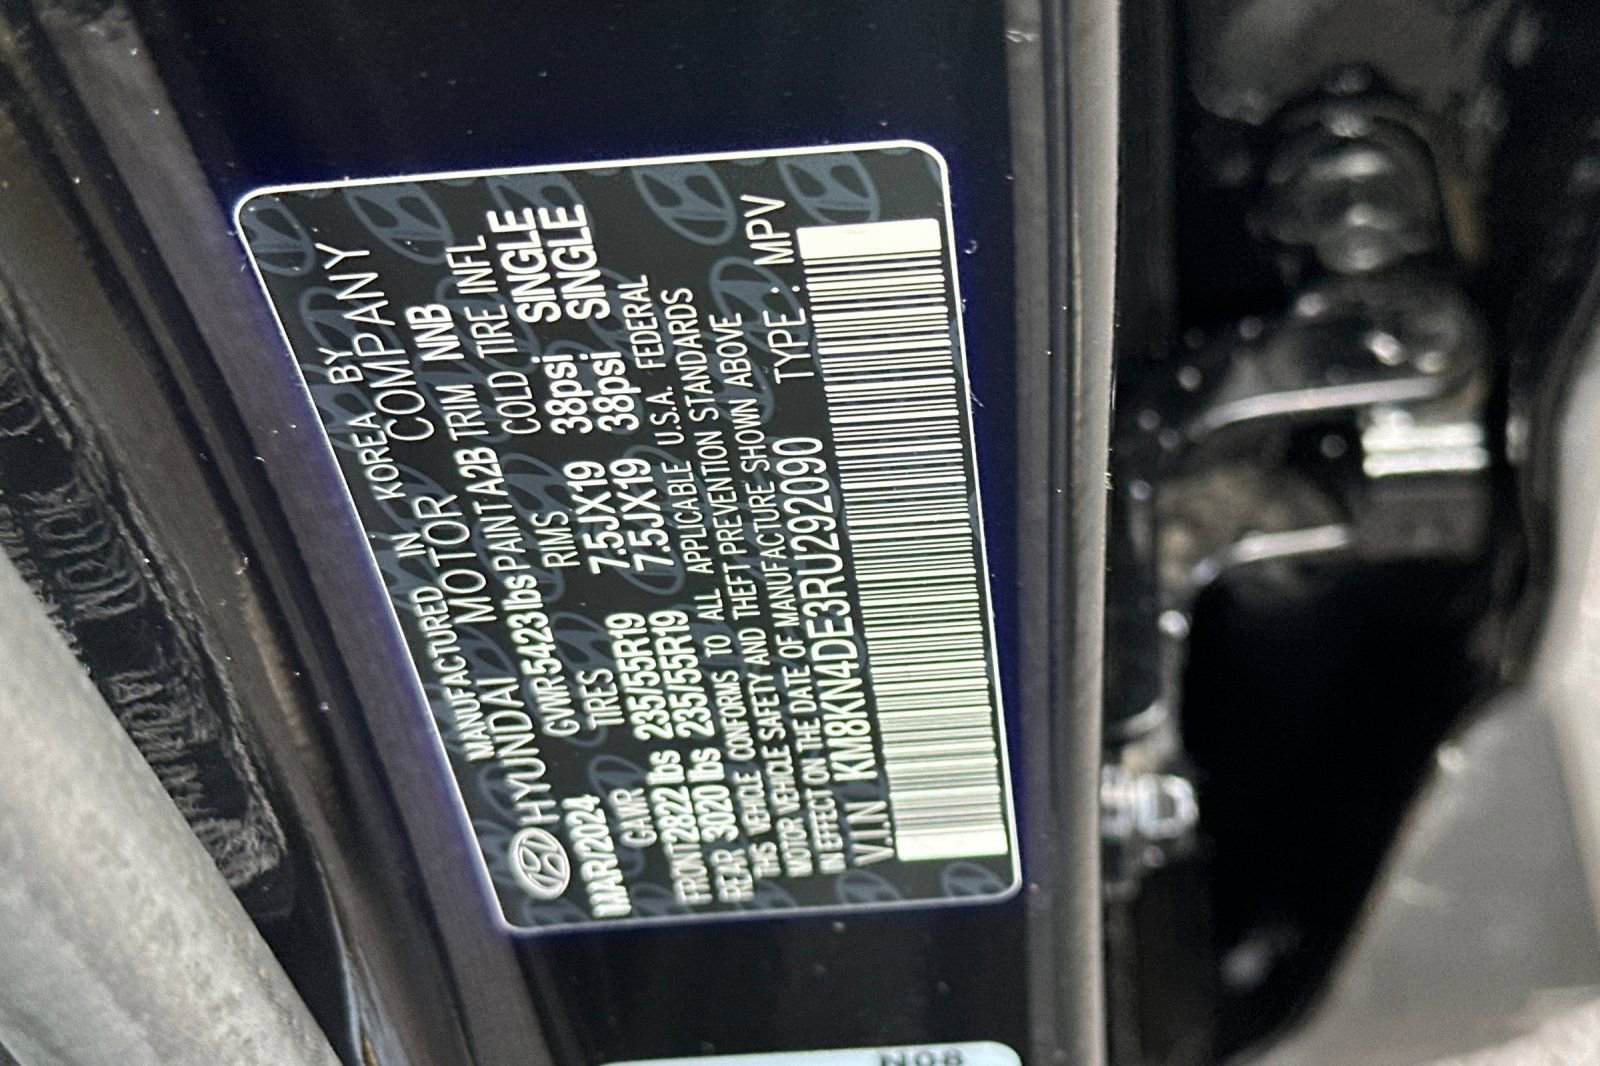 MANUFACTURED IN KOREA BY
HYUNDAI MOTOR COMPANY
MAR/2024 GVWR 5423 lbs PAINT A2B TRIM NNB
GAWR TIRES RIMS COLD TIRE INFL
FRONT 2822 lbs 235/55R19 7.5JX19 38psi SINGLE
REAR 3020 lbs 235/55R19 7.5JX19 38psi SINGLE
THIS VEHICLE CONFORMS TO ALL APPLICABLE U.S.A. FEDERAL
MOTOR VEHICLE SAFETY AND THEFT PREVENTION STANDARDS
IN EFFECT ON THE DATE OF MANUFACTURE SHOWN ABOVE
V.I.N KM8KN4DE3RU292090 TYPE : MPV